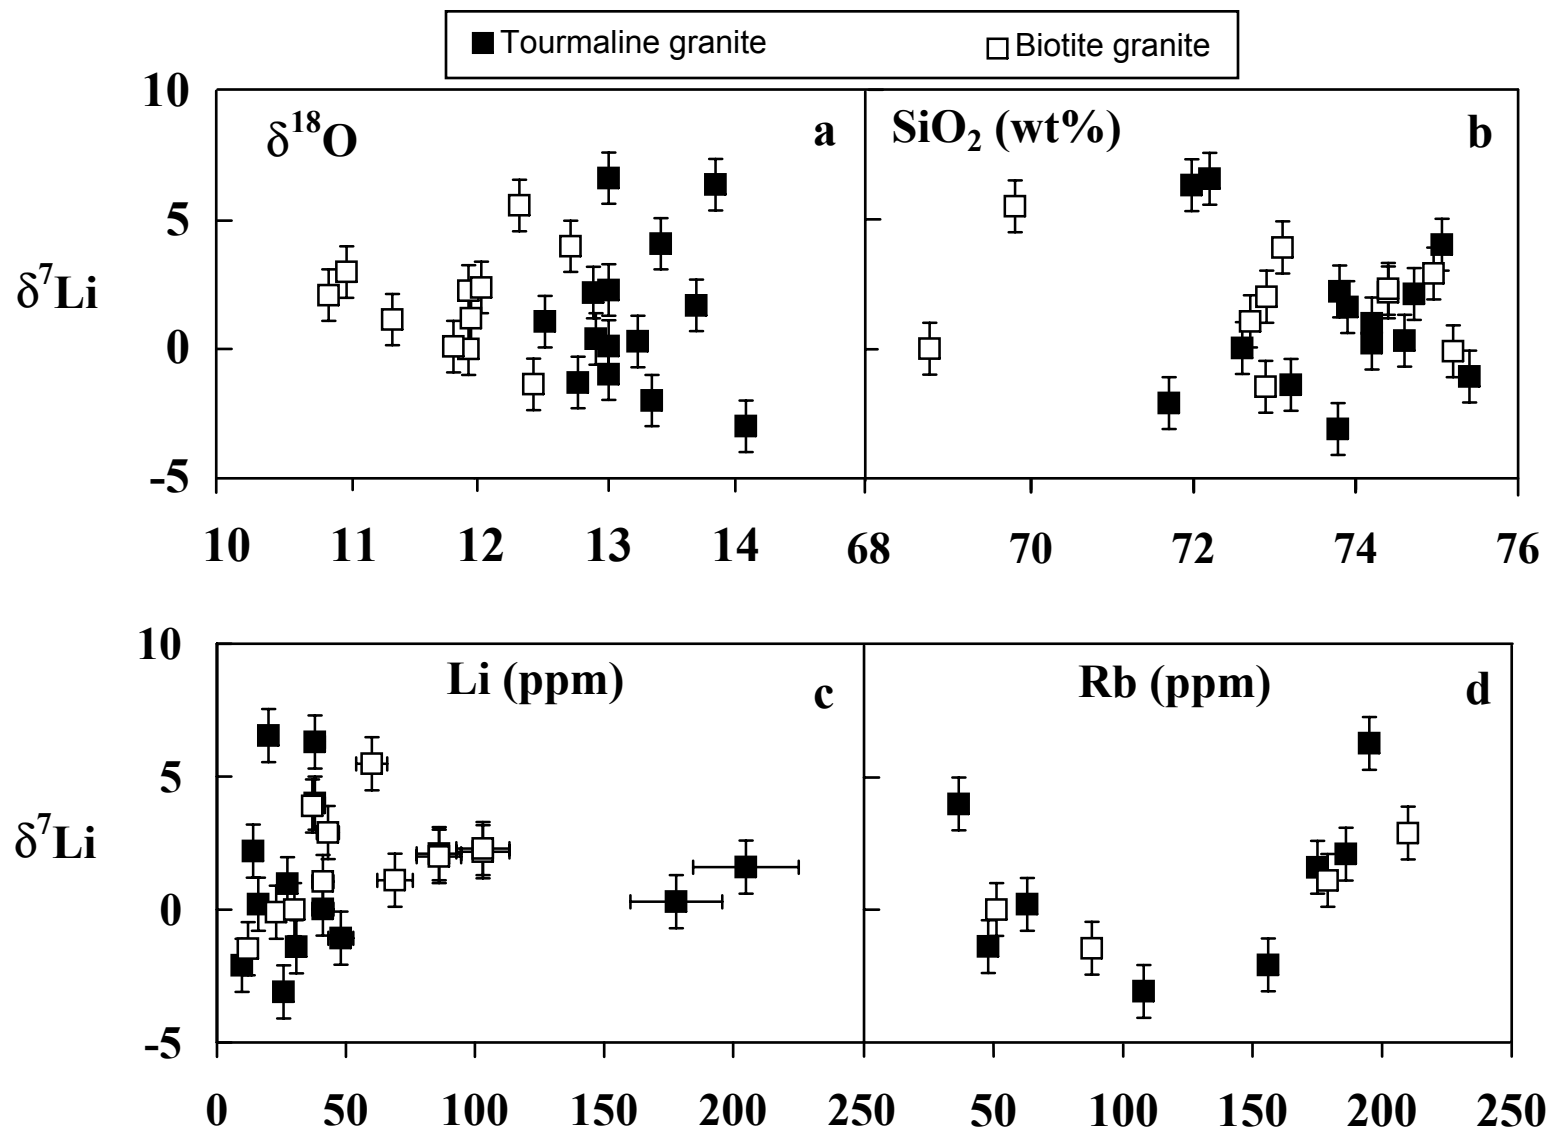 Tourmaline granite Biotite granite
10
δ¹⁸O a SiO₂ (wt%) b
5
δ⁷Li
0
-5
10 11 12 13 14 68 70 72 74 76
10
Li (ppm) c Rb (ppm) d
5
δ⁷Li
0
-5
0 50 100 150 200 250 50 100 150 200 250